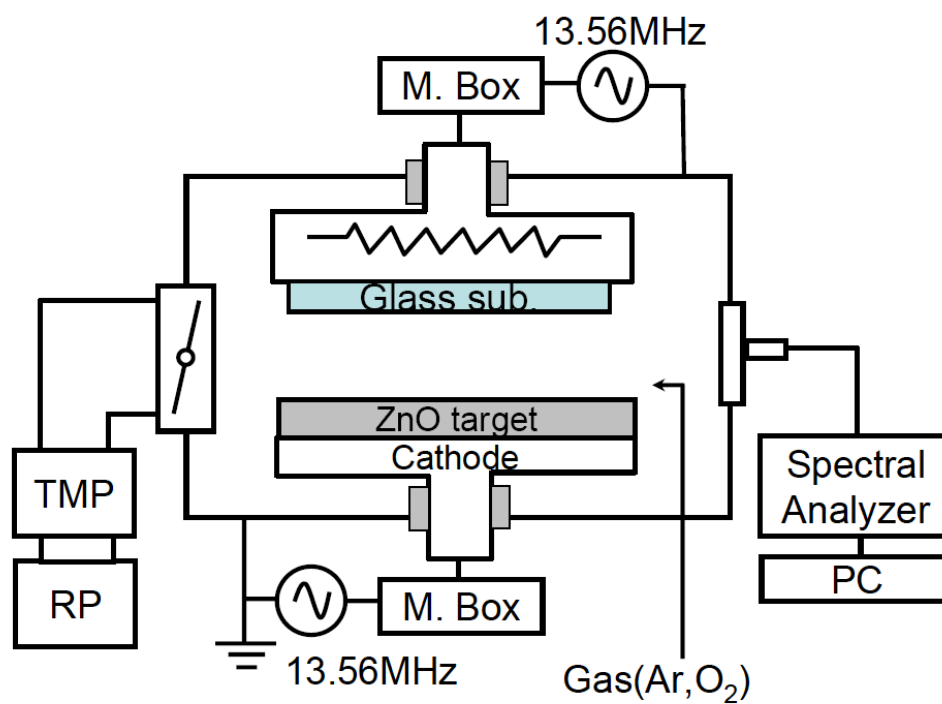 13.56MHz
M. Box
Glass sub.
ZnO target
Cathode
TMP
RP
Spectral
Analyzer
PC
M. Box
13.56MHz
Gas(Ar,O₂)